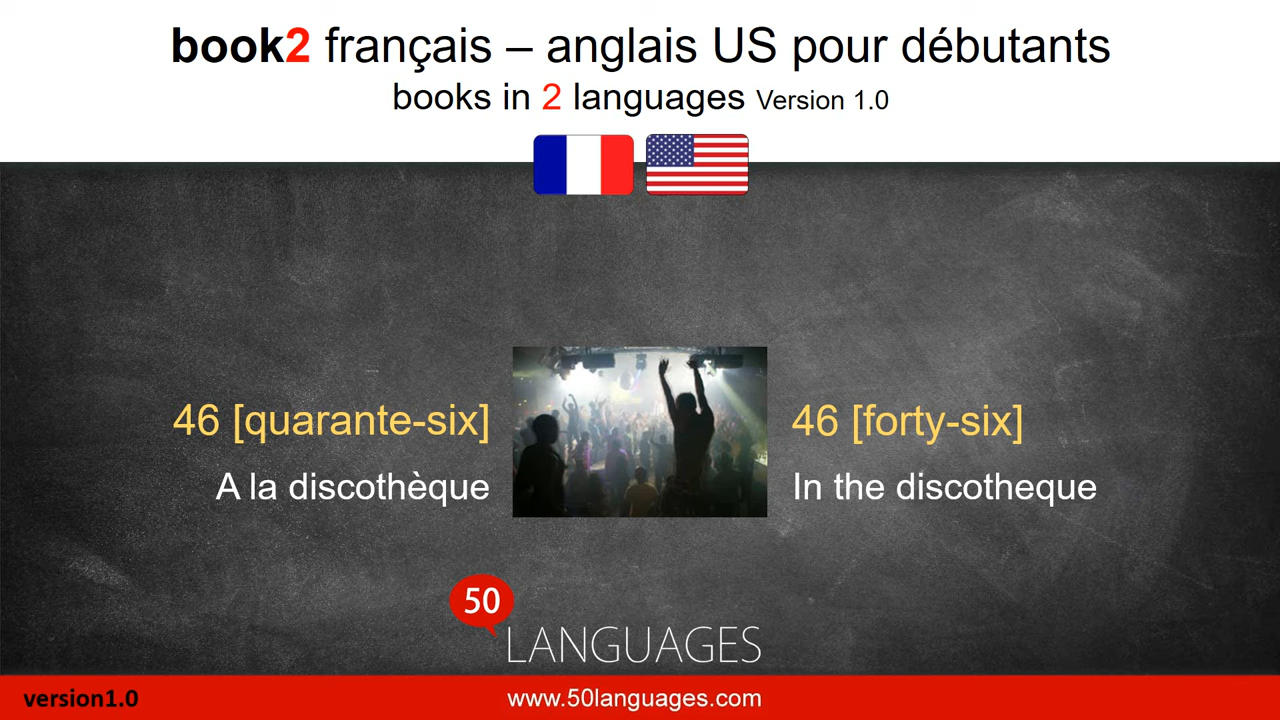 book2 français – anglais US pour débutants
books in 2 languages Version 1.0
46 [quarante-six]
A la discothèque
46 [forty-six]
In the discotheque
50
LANGUAGES
version1.0
www.50languages.com